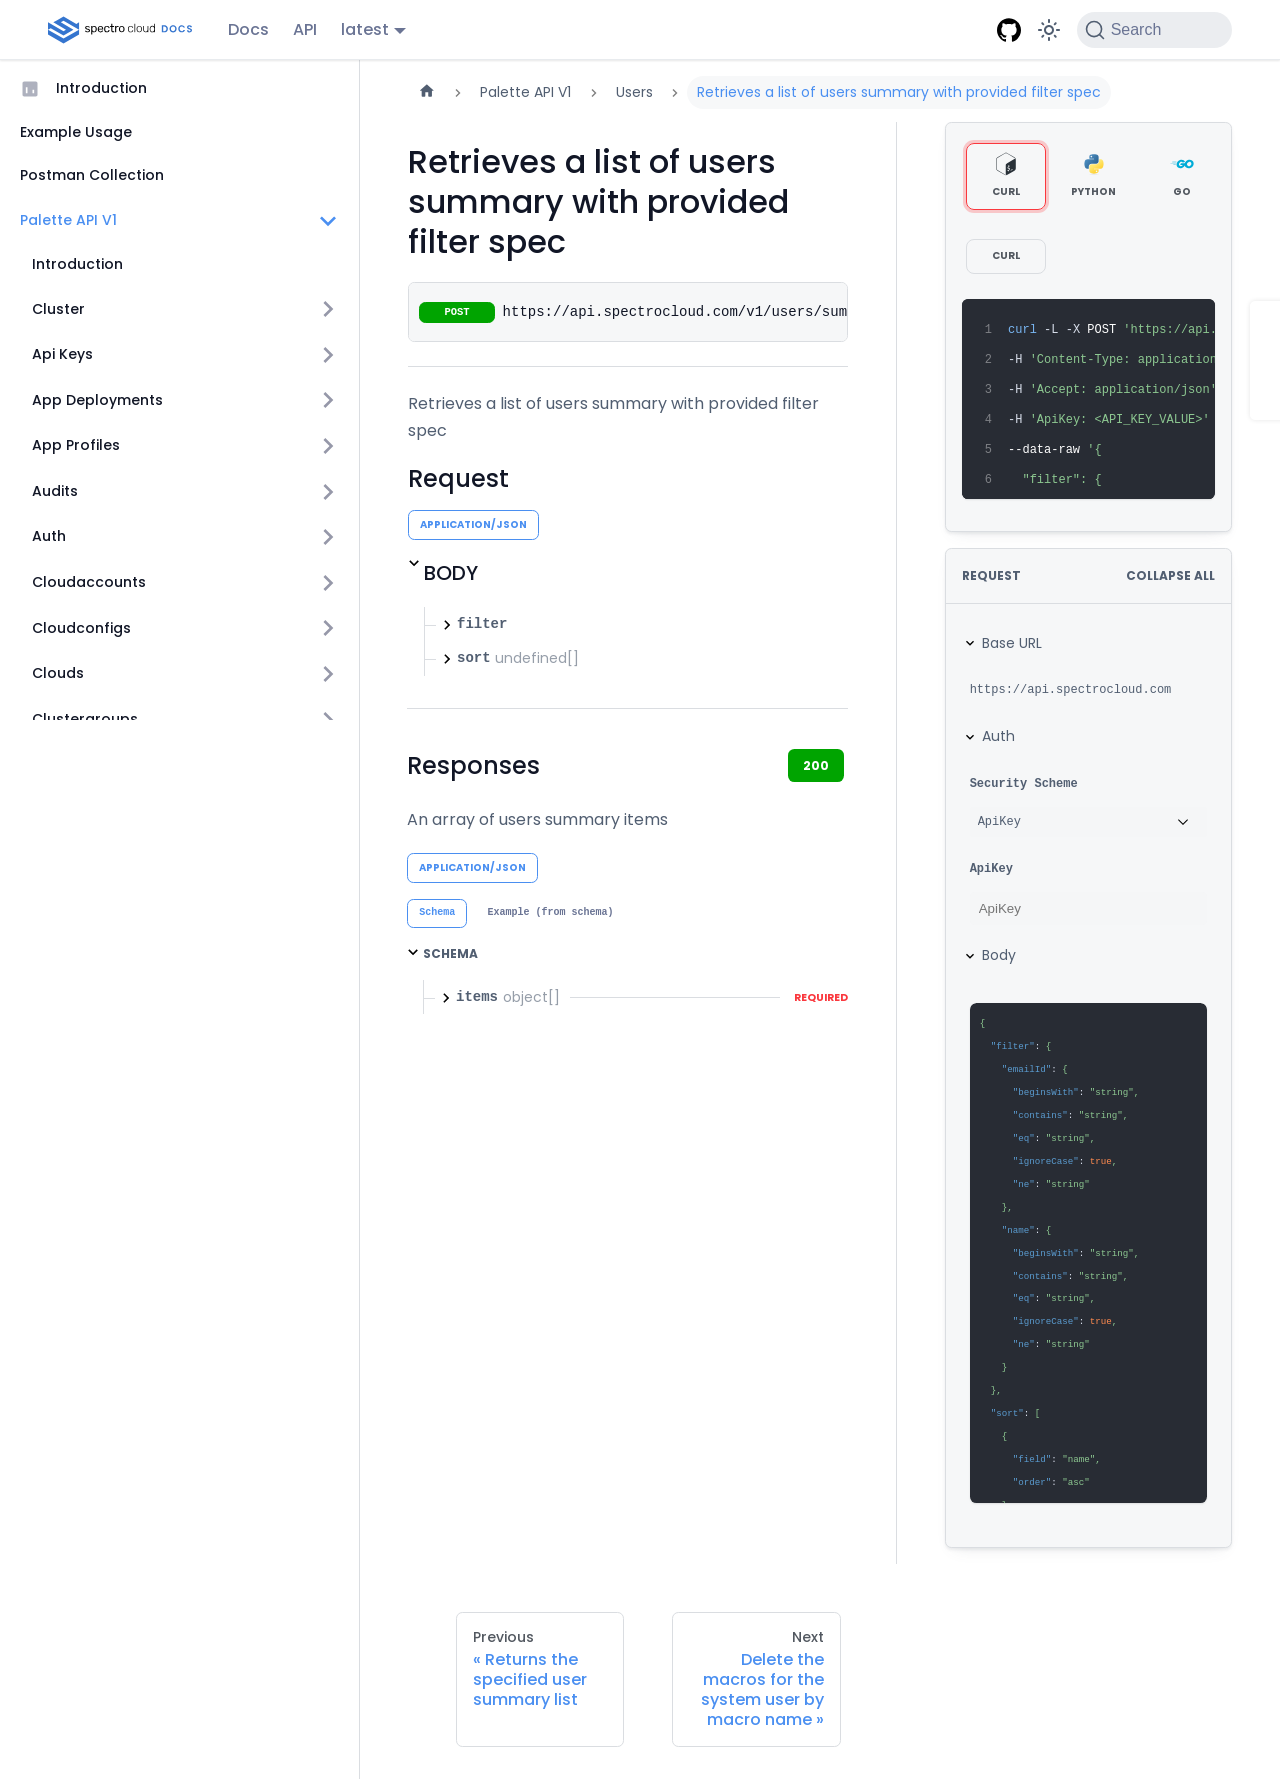 spectro cloud DOCS
Docs
API
latest
Search
Introduction
Example Usage
Postman Collection
Palette API V1
Introduction
Cluster
Api Keys
App Deployments
App Profiles
Audits
Auth
Cloudaccounts
Cloudconfigs
Clouds
Clustergroups
Palette API V1
Users
Retrieves a list of users summary with provided filter spec
Retrieves a list of users
summary with provided
filter spec
POST https://api.spectrocloud.com/v1/users/sum
Retrieves a list of users summary with provided filter
spec
Request
APPLICATION/JSON
BODY
filter
sort undefined[]
Responses
200
An array of users summary items
APPLICATION/JSON
Schema
Example (from schema)
SCHEMA
items object[]
REQUIRED
CURL
PYTHON
GO
CURL
1 curl -L -X POST 'https://api.
2 -H 'Content-Type: application
3 -H 'Accept: application/json'
4 -H 'ApiKey: <API_KEY_VALUE>'
5 --data-raw '{
6 "filter": {
REQUEST
COLLAPSE ALL
Base URL
https://api.spectrocloud.com
Auth
Security Scheme
ApiKey
ApiKey
ApiKey
Body
{
"filter": {
"emailId": {
"beginsWith": "string",
"contains": "string",
"eq": "string",
"ignoreCase": true,
"ne": "string"
},
"name": {
"beginsWith": "string",
"contains": "string",
"eq": "string",
"ignoreCase": true,
"ne": "string"
}
},
"sort": [
{
"field": "name",
"order": "asc"
Previous
« Returns the
specified user
summary list
Next
Delete the
macros for the
system user by
macro name »